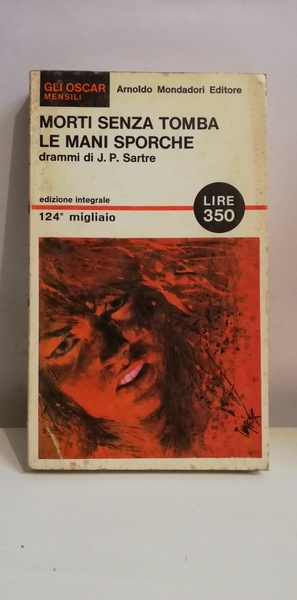 GLI OSCAR
MENSILI
Arnoldo Mondadori Editore
MORTI SENZA TOMBA
LE MANI SPORCHE
drammi di J. P. Sartre
edizione integrale
124° migliaio
LIRE
350